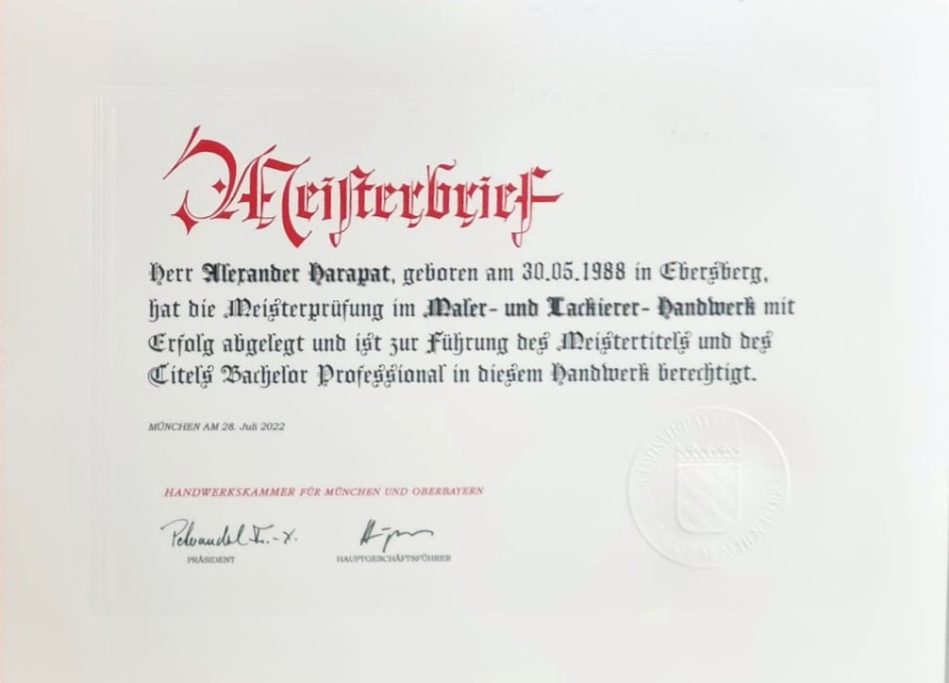 Meisterbrief
Herr Alexander Harapat, geboren am 30.05.1988 in Ebersberg,
hat die Meisterprüfung im Maler- und Lackierer- Handwerk mit
Erfolg abgelegt und ist zur Führung des Meistertitels und des
Titels Bachelor Professional in diesem Handwerk berechtigt.
MÜNCHEN AM 28. Juli 2022
HANDWERKSKAMMER FÜR MÜNCHEN UND OBERBAYERN
PRÄSIDENT HAUPTGESCHÄFTSFÜHRER